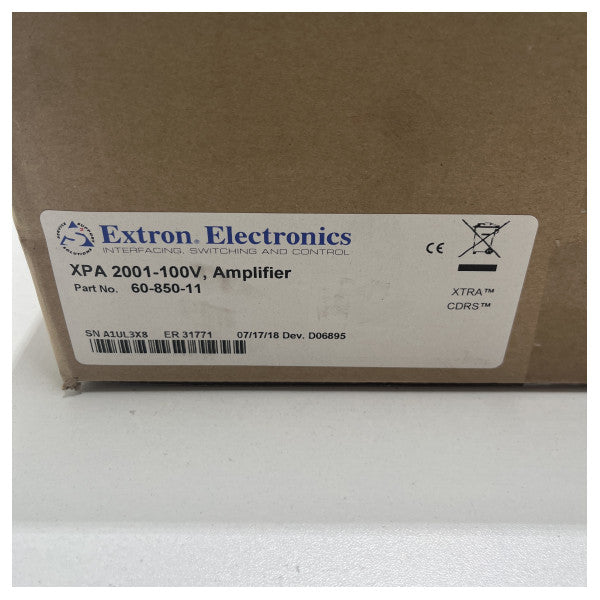 Extron® Electronics
INTERFACING, SWITCHING AND CONTROL
XPA 2001-100V, Amplifier
Part No. 60-850-11
CE
XTRA™
CDRS™
SN A1UL3X8 ER 31771 07/17/18 Dev. D06895